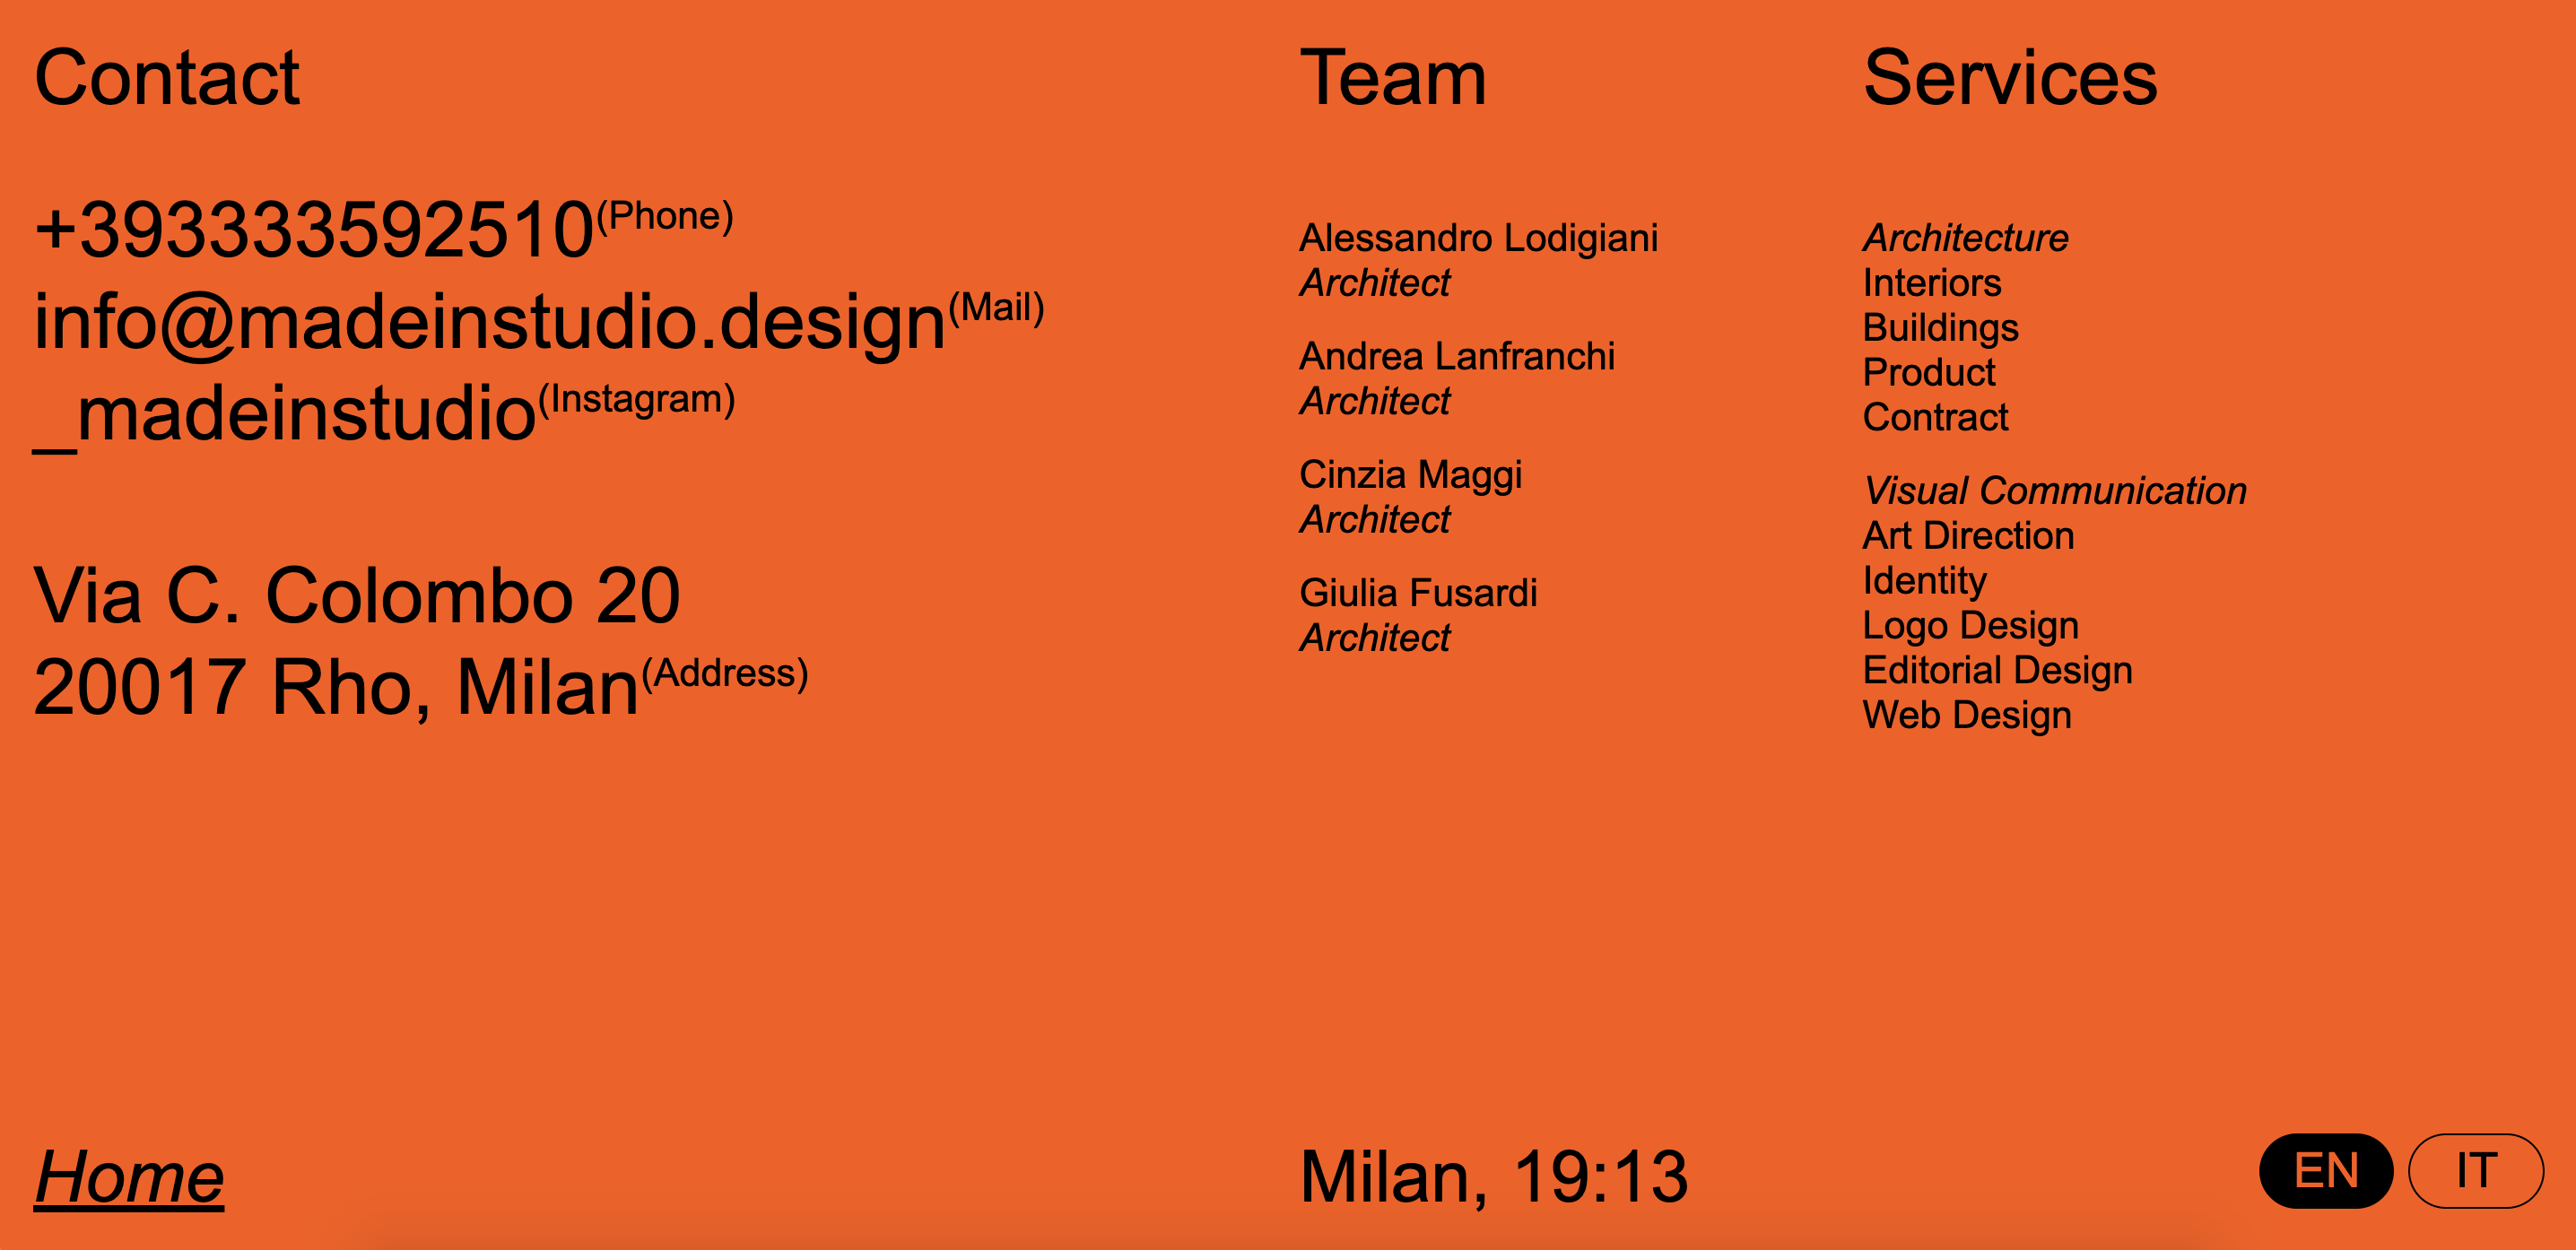 Contact
+393333592510(Phone)
info@madeinstudio.design(Mail)
_madeinstudio(Instagram)
Via C. Colombo 20
20017 Rho, Milan(Address)
Team
Alessandro Lodigiani
Architect
Andrea Lanfranchi
Architect
Cinzia Maggi
Architect
Giulia Fusardi
Architect
Services
Architecture
Interiors
Buildings
Product
Contract
Visual Communication
Art Direction
Identity
Logo Design
Editorial Design
Web Design
Home
Milan, 19:13
EN
IT